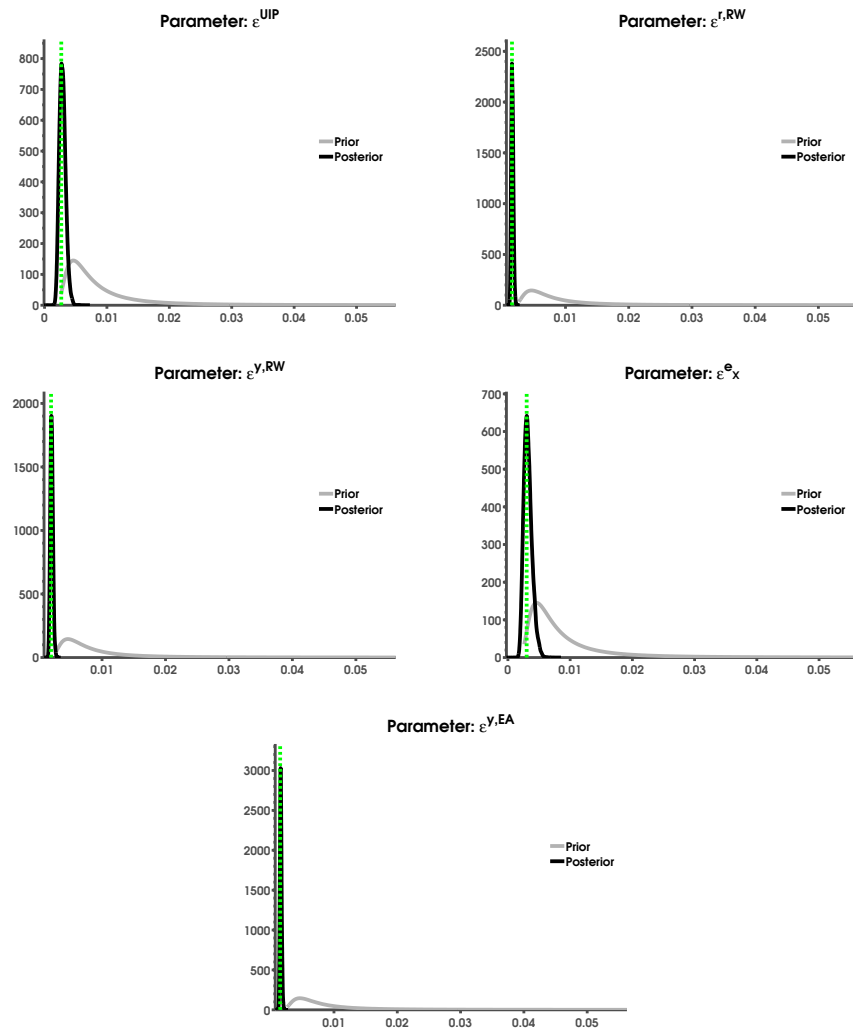 Parameter: ε^UIP
800
700
600
500
400
300
200
100
0
Prior
Posterior
0 0.01 0.02 0.03 0.04 0.05
Parameter: ε^r,RW
2500
2000
1500
1000
500
0
Prior
Posterior
0.01 0.02 0.03 0.04 0.05
Parameter: ε^y,RW
2000
1500
1000
500
0
Prior
Posterior
0.01 0.02 0.03 0.04 0.05
Parameter: ε^e_x
700
600
500
400
300
200
100
0
Prior
Posterior
0 0.01 0.02 0.03 0.04 0.05
Parameter: ε^y,EA
3000
2500
2000
1500
1000
500
0
Prior
Posterior
0.01 0.02 0.03 0.04 0.05